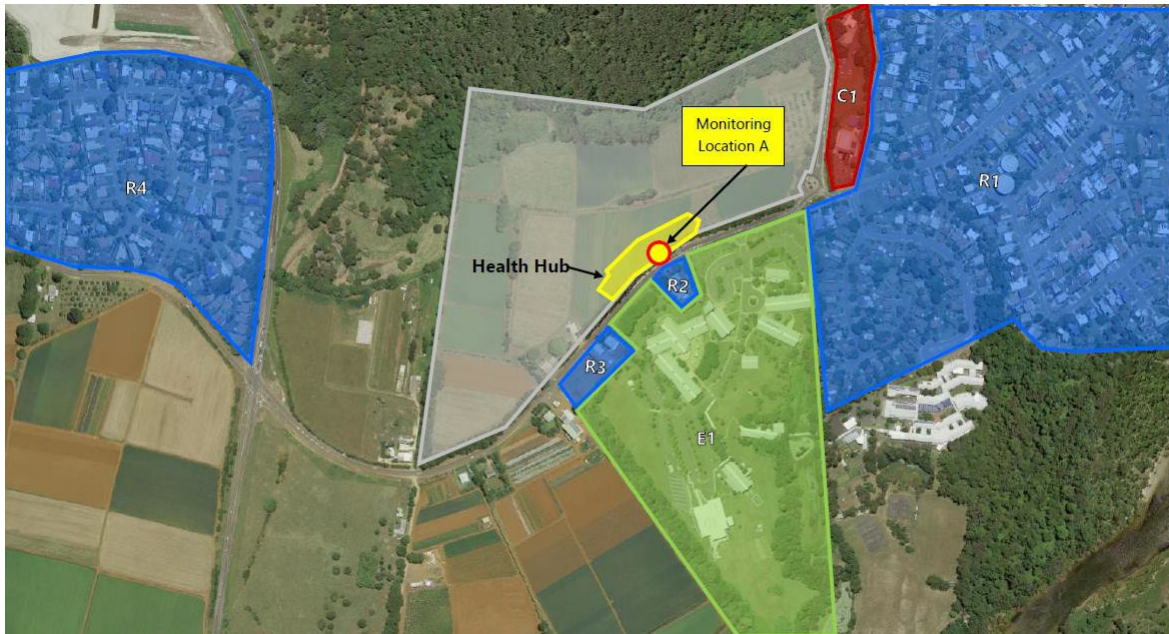 C1
Monitoring
Location A
R4
R1
Health Hub
R2
R3
E1